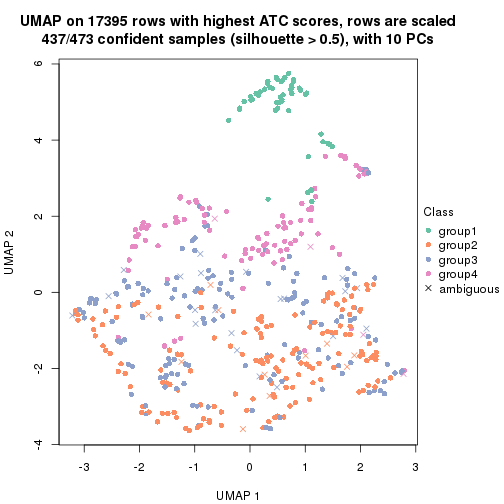 UMAP on 17395 rows with highest ATC scores, rows are scaled
437/473 confident samples (silhouette > 0.5), with 10 PCs
6
4
2
0
-2
-4
UMAP 2
-3
-2
-1
0
1
2
3
UMAP 1
Class
group1
group2
group3
group4
ambiguous